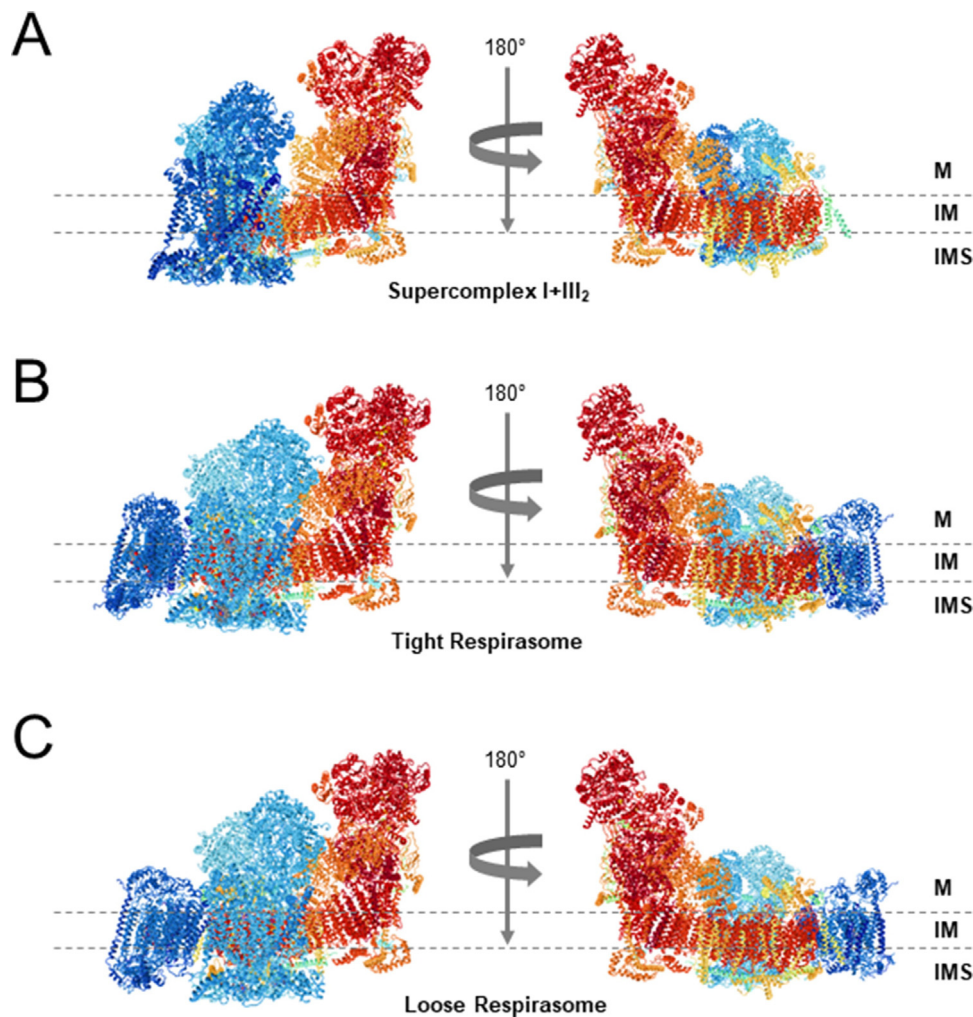 A
180°
M
IM
IMS
Supercomplex I+III₂
B
180°
M
IM
IMS
Tight Respirasome
C
180°
M
IM
IMS
Loose Respirasome